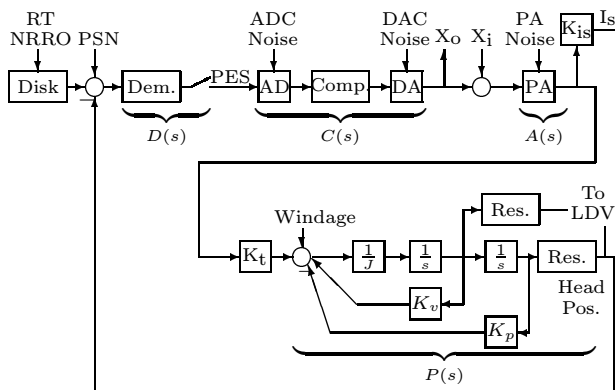 RT
NRRO PSN
ADC
Noise
DAC
Noise
Xo
Xi
PA
Noise
Kis
Is
Disk
Dem.
PES
AD
Comp.
DA
PA
−
D(s)
C(s)
A(s)
To
LDV
Windage
Res.
Kt
−
1/J
1/s
1/s
Res.
Kv
Head
Pos.
Kp
P(s)